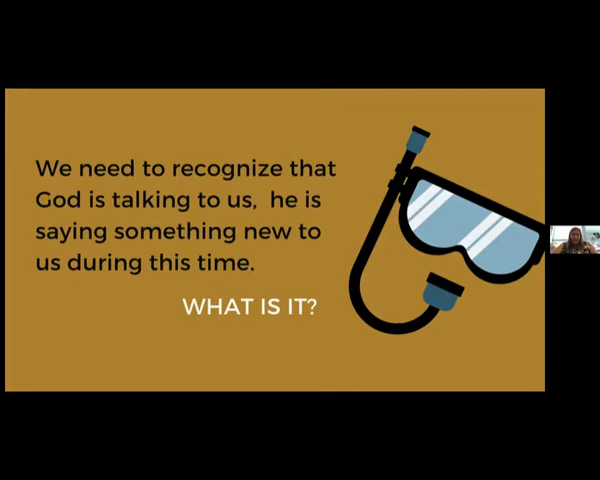 We need to recognize that
God is talking to us, he is
saying something new to
us during this time.
WHAT IS IT?